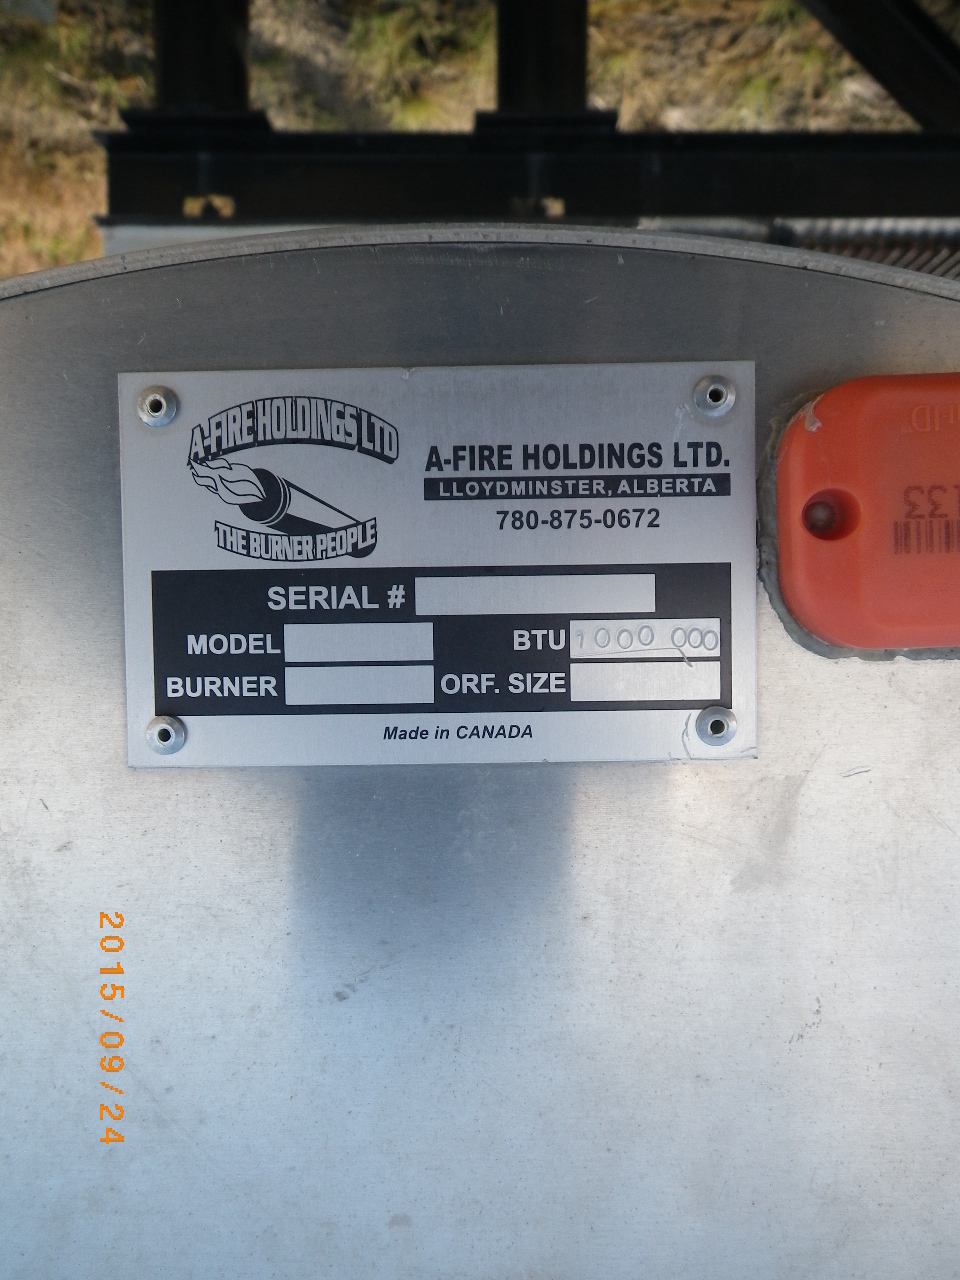 A-FIRE HOLDINGS LTD
THE BURNER PEOPLE
A-FIRE HOLDINGS LTD.
LLOYDMINSTER, ALBERTA
780-875-0672
SERIAL #
MODEL
BTU 1000 000
BURNER
ORF. SIZE
Made in CANADA
2015/09/24